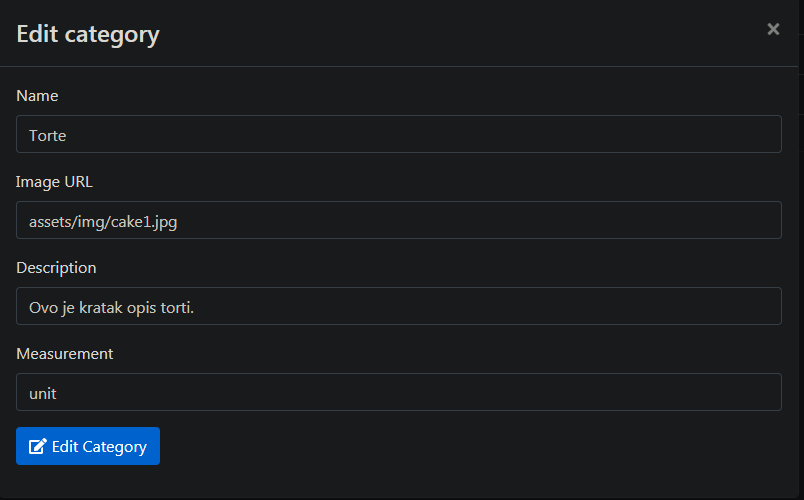 Edit category
×
Name
Torte
Image URL
assets/img/cake1.jpg
Description
Ovo je kratak opis torti.
Measurement
unit
Edit Category